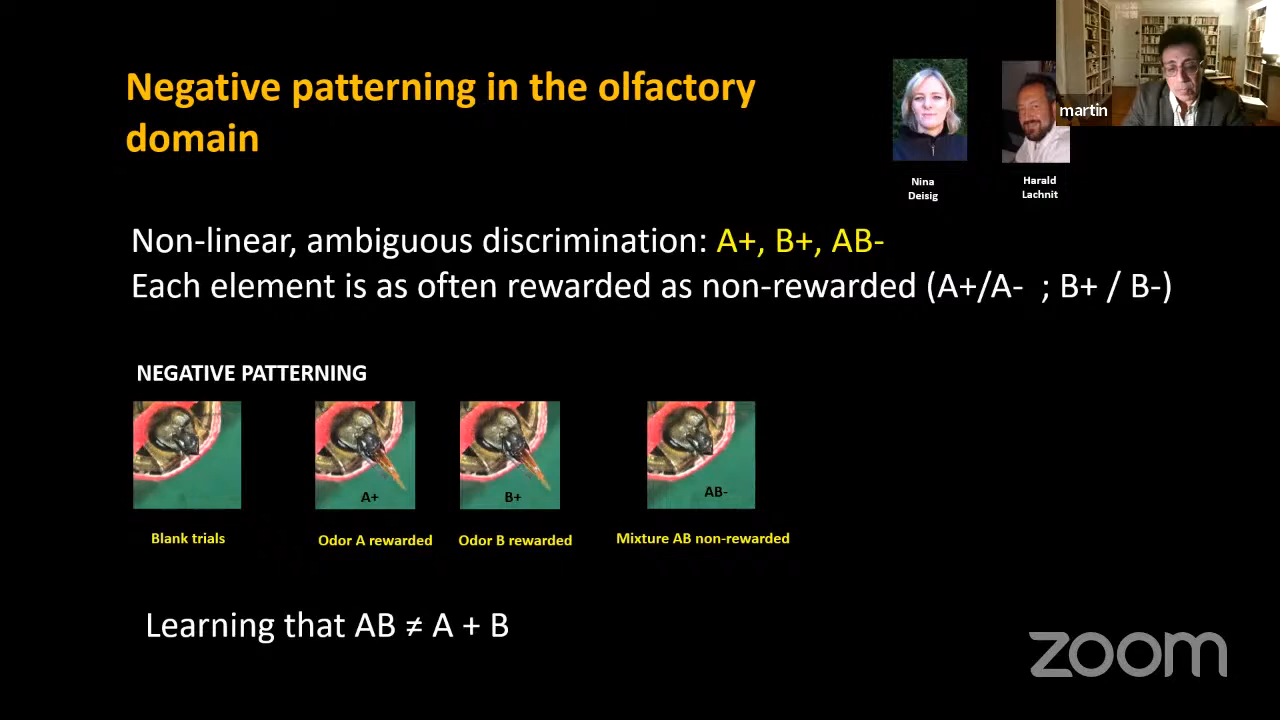 Negative patterning in the olfactory
domain
martin
Nina
Deisig
Harald
Lachnit
Non-linear, ambiguous discrimination: A+, B+, AB-
Each element is as often rewarded as non-rewarded (A+/A-  ; B+ / B-)
NEGATIVE PATTERNING
A+
B+
AB-
Blank trials
Odor A rewarded
Odor B rewarded
Mixture AB non-rewarded
Learning that AB ≠ A + B
zoom